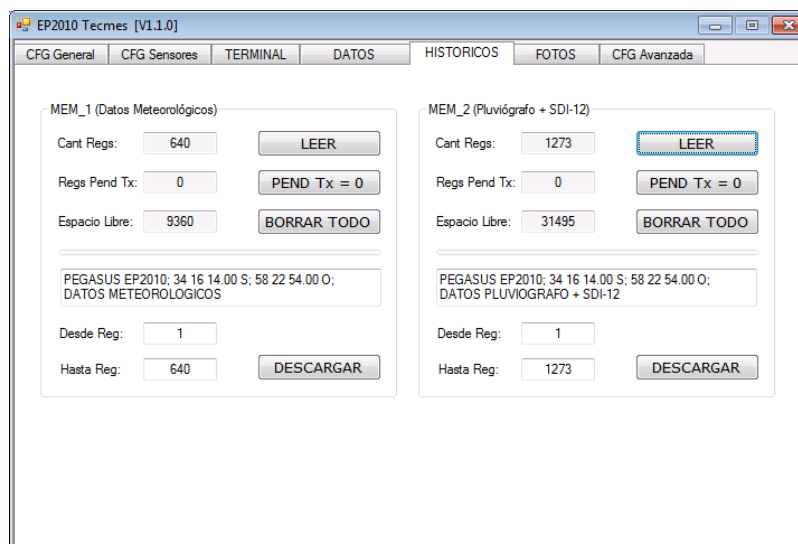 EP2010 Tecmes [V1.1.0]
CFG General CFG Sensores TERMINAL DATOS HISTORICOS FOTOS CFG Avanzada
MEM_1 (Datos Meteorológicos)
Cant Regs: 640 LEER
Regs Pend Tx: 0 PEND Tx = 0
Espacio Libre: 9360 BORRAR TODO
PEGASUS EP2010; 34 16 14.00 S; 58 22 54.00 O;
DATOS METEOROLOGICOS
Desde Reg: 1
Hasta Reg: 640 DESCARGAR
MEM_2 (Pluviógrafo + SDI-12)
Cant Regs: 1273 LEER
Regs Pend Tx: 0 PEND Tx = 0
Espacio Libre: 31495 BORRAR TODO
PEGASUS EP2010; 34 16 14.00 S; 58 22 54.00 O;
DATOS PLUVIOGRAFO + SDI-12
Desde Reg: 1
Hasta Reg: 1273 DESCARGAR